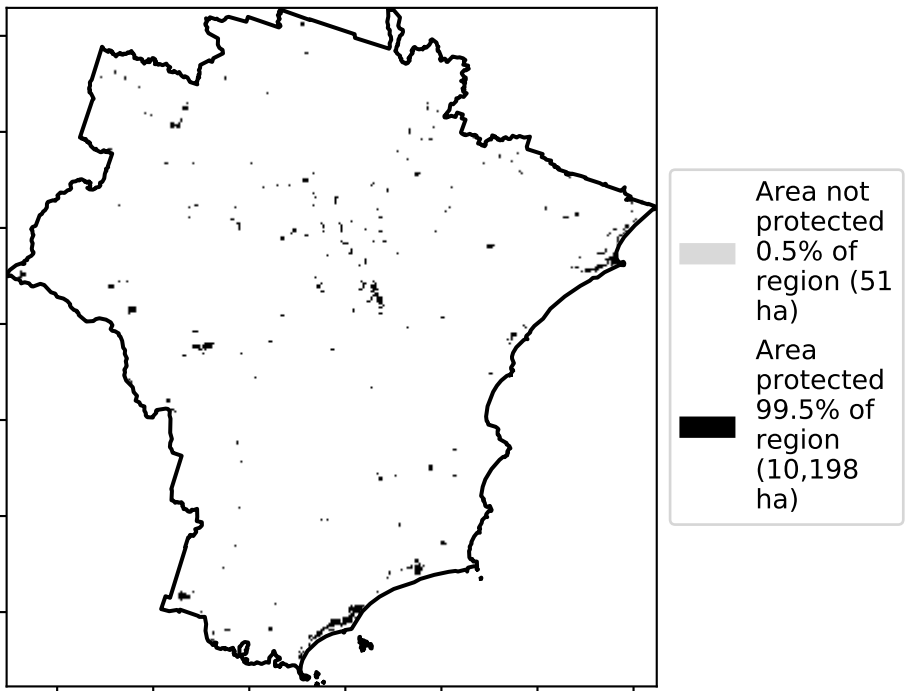 Area not
protected
0.5% of
region (51
ha)
Area
protected
99.5% of
region
(10,198
ha)